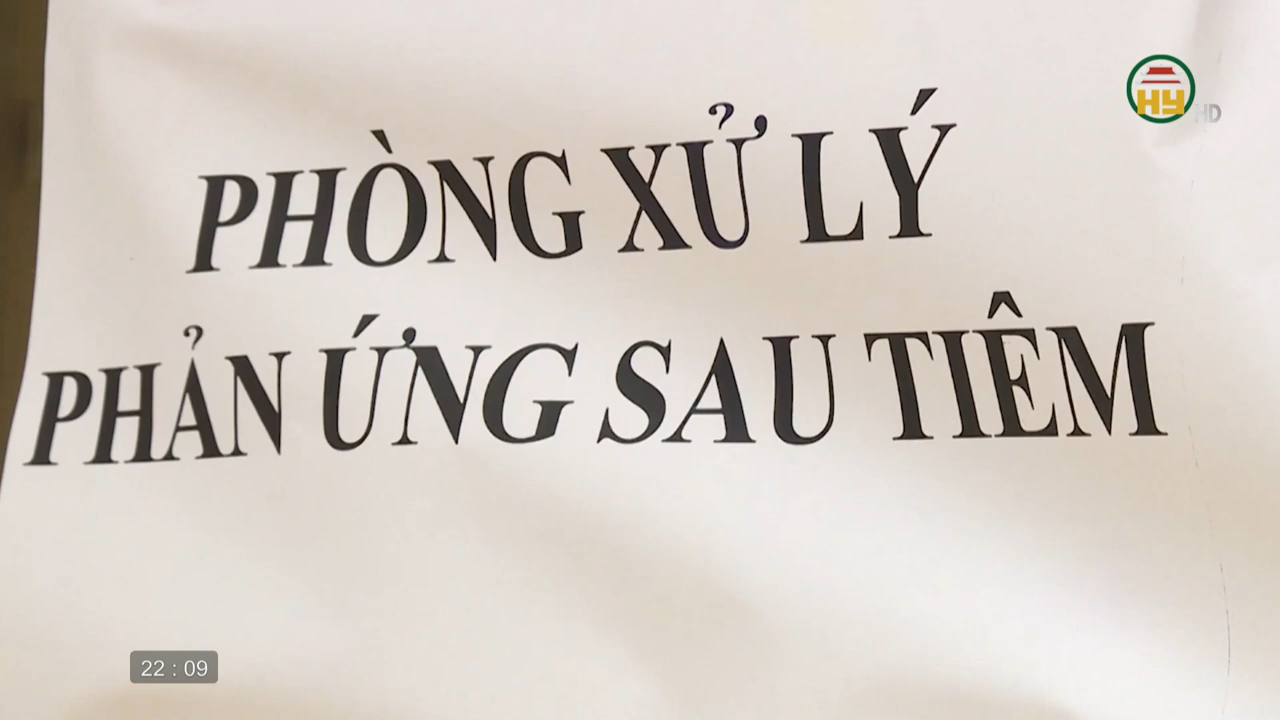 HY HD
PHÒNG XỬ LÝ
PHẢN ỨNG SAU TIÊM
22 : 09